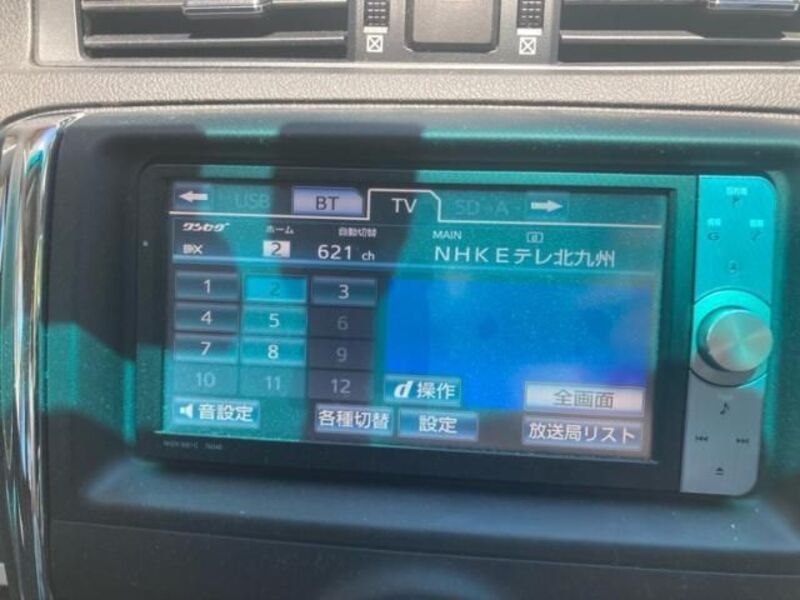 USB BT TV SD-A
ワンセグ ホーム 自動切替 MAIN
2 621 ch NHKEテレ北九州
1 2 3
4 5 6
7 8 9
10 11 12
d操作 全画面
音設定 各種切替 設定 放送局リスト